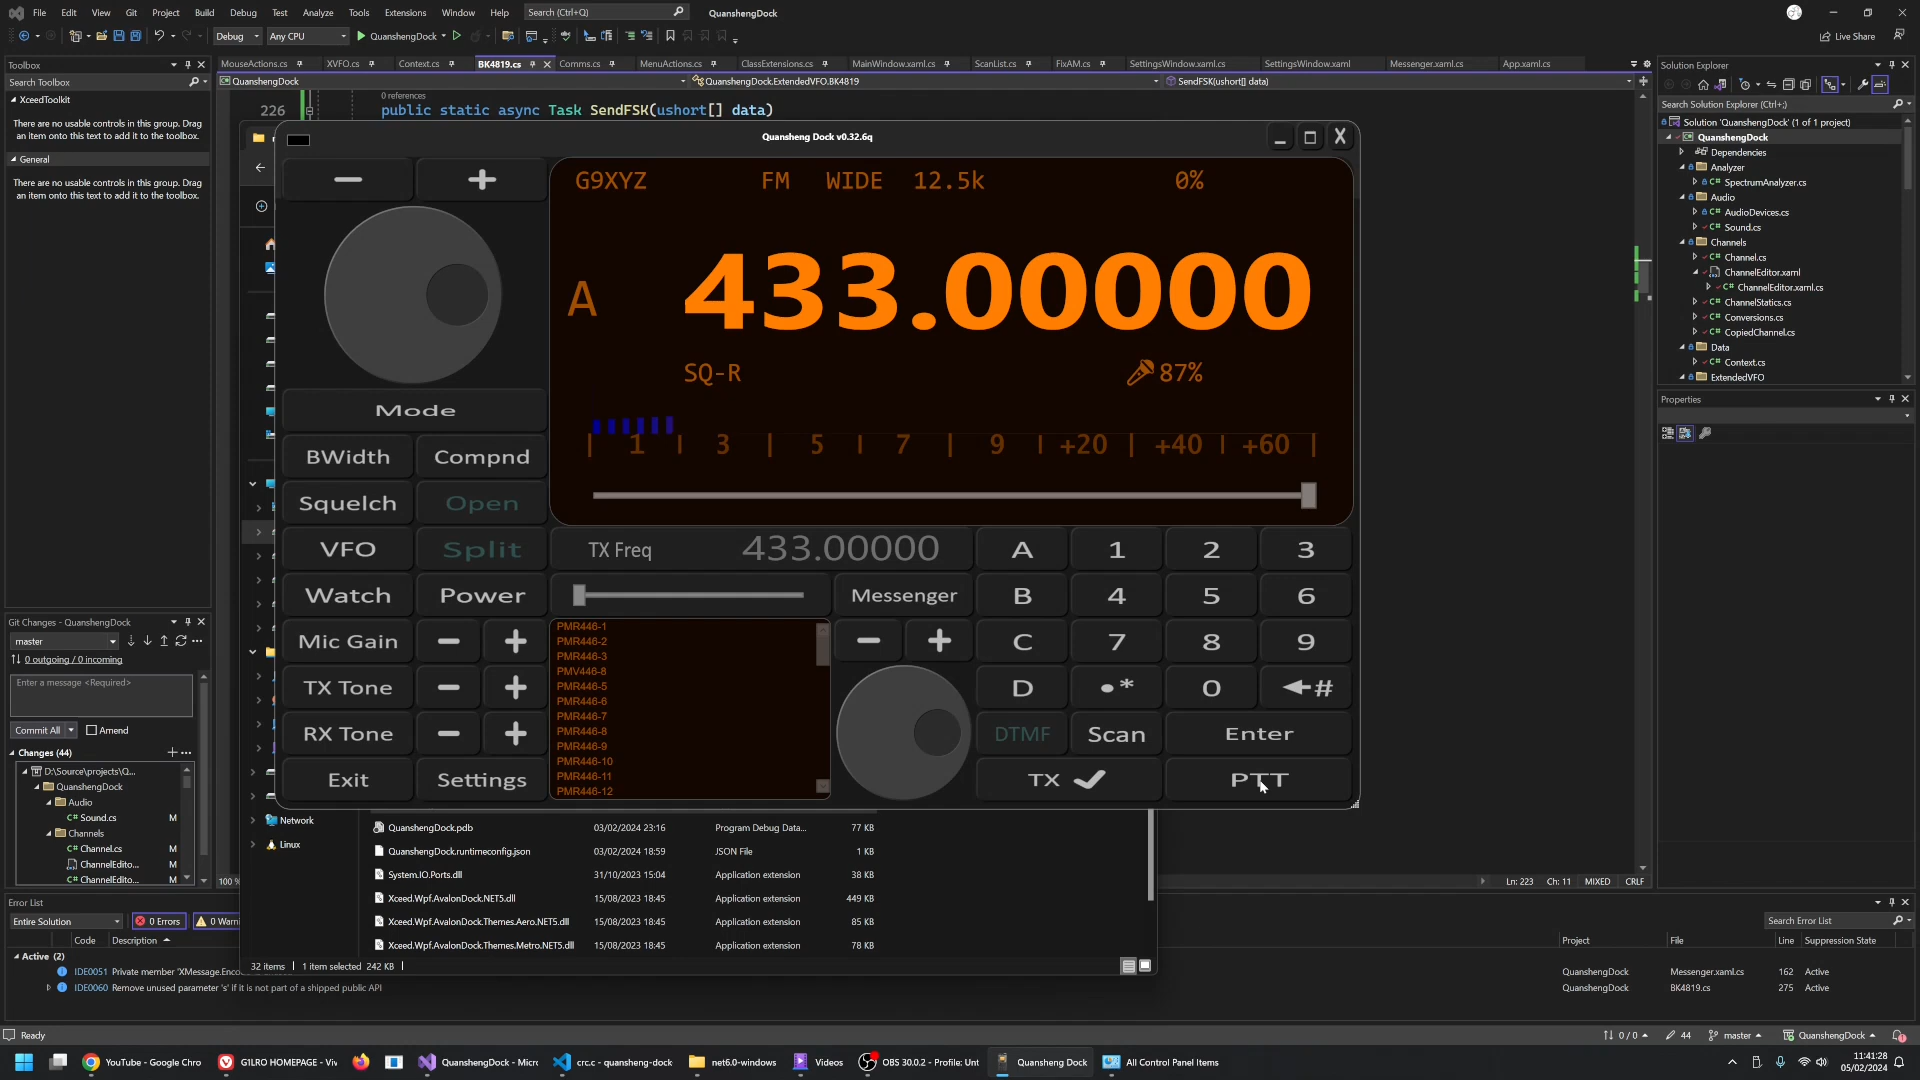 File Edit View Git Project Build Debug Test Analyze Tools Extensions Window Help Search (Ctrl+Q) QuanshengDock
Debug Any CPU QuanshengDock Live Share
Toolbox
Search Toolbox
XceedToolkit
There are no usable controls in this group. Drag
an item onto this text to add it to the toolbox.
General
There are no usable controls in this group. Drag
an item onto this text to add it to the toolbox.
MouseActions.cs XVFO.cs Context.cs BK4819.cs Comms.cs MenuActions.cs ClassExtensions.cs MainWindow.xaml.cs ScanList.cs FixAM.cs SettingsWindow.xaml.cs SettingsWindow.xaml Messenger.xaml.cs App.xaml.cs
QuanshengDock QuanshengDock.ExtendedVFO.BK4819 SendFSK(ushort[] data)
0 references
226 public static async Task SendFSK(ushort[] data)
Quansheng Dock v0.32.6q
G9XYZ FM WIDE 12.5k 0%
A 433.00000
SQ-R 87%
1 3 5 7 9 +20 +40 +60
Mode
BWidth Compnd
Squelch Open
VFO Split TX Freq 433.00000 A 1 2 3
Watch Power Messenger B 4 5 6
Mic Gain C 7 8 9
TX Tone D •* 0 #
RX Tone DTMF Scan Enter
Exit Settings TX PTT
PMR446-1
PMR446-2
PMR446-3
PMV446-8
PMR446-5
PMR446-6
PMR446-7
PMR446-8
PMR446-9
PMR446-10
PMR446-11
PMR446-12
Network
Linux
QuanshengDock.pdb 03/02/2024 23:16 Program Debug Data... 77 KB
QuanshengDock.runtimeconfig.json 03/02/2024 18:59 JSON File 1 KB
System.IO.Ports.dll 31/10/2023 15:04 Application extension 38 KB
Xceed.Wpf.AvalonDock.NET5.dll 15/08/2023 18:45 Application extension 449 KB
Xceed.Wpf.AvalonDock.Themes.Aero.NET5.dll 15/08/2023 18:45 Application extension 85 KB
Xceed.Wpf.AvalonDock.Themes.Metro.NET5.dll 15/08/2023 18:45 Application extension 78 KB
32 items 1 item selected 242 KB
Solution Explorer
Search Solution Explorer (Ctrl+;)
Solution 'QuanshengDock' (1 of 1 project)
QuanshengDock
Dependencies
Analyzer
SpectrumAnalyzer.cs
Audio
AudioDevices.cs
Sound.cs
Channels
Channel.cs
ChannelEditor.xaml
ChannelEditor.xaml.cs
ChannelStatics.cs
Conversions.cs
CopiedChannel.cs
Data
Context.cs
ExtendedVFO
Properties
Git Changes - QuanshengDock
master
0 outgoing / 0 incoming
Enter a message <Required>
Commit All Amend
Changes (44)
D:\Source\projects\Q...
QuanshengDock
Audio
Sound.cs M
Channels
Channel.cs M
ChannelEdito... M
ChannelEdito... M
100 %
Ln: 223 Ch: 11 MIXED CRLF
Error List
Entire Solution 0 Errors 0 Warni
Search Error List
Code Description Project File Line Suppression State
Active (2)
IDE0051 Private member 'XMessage.Enco QuanshengDock Messenger.xaml.cs 162 Active
IDE0060 Remove unused parameter 's' if it is not part of a shipped public API QuanshengDock BK4819.cs 275 Active
Ready 0 / 0 44 master QuanshengDock
YouTube - Google Chro G1LRO HOMEPAGE - Viv QuanshengDock - Micro crc.c - quansheng-dock net6.0-windows Videos OBS 30.0.2 - Profile: Unt Quansheng Dock All Control Panel Items
11:41:28
05/02/2024